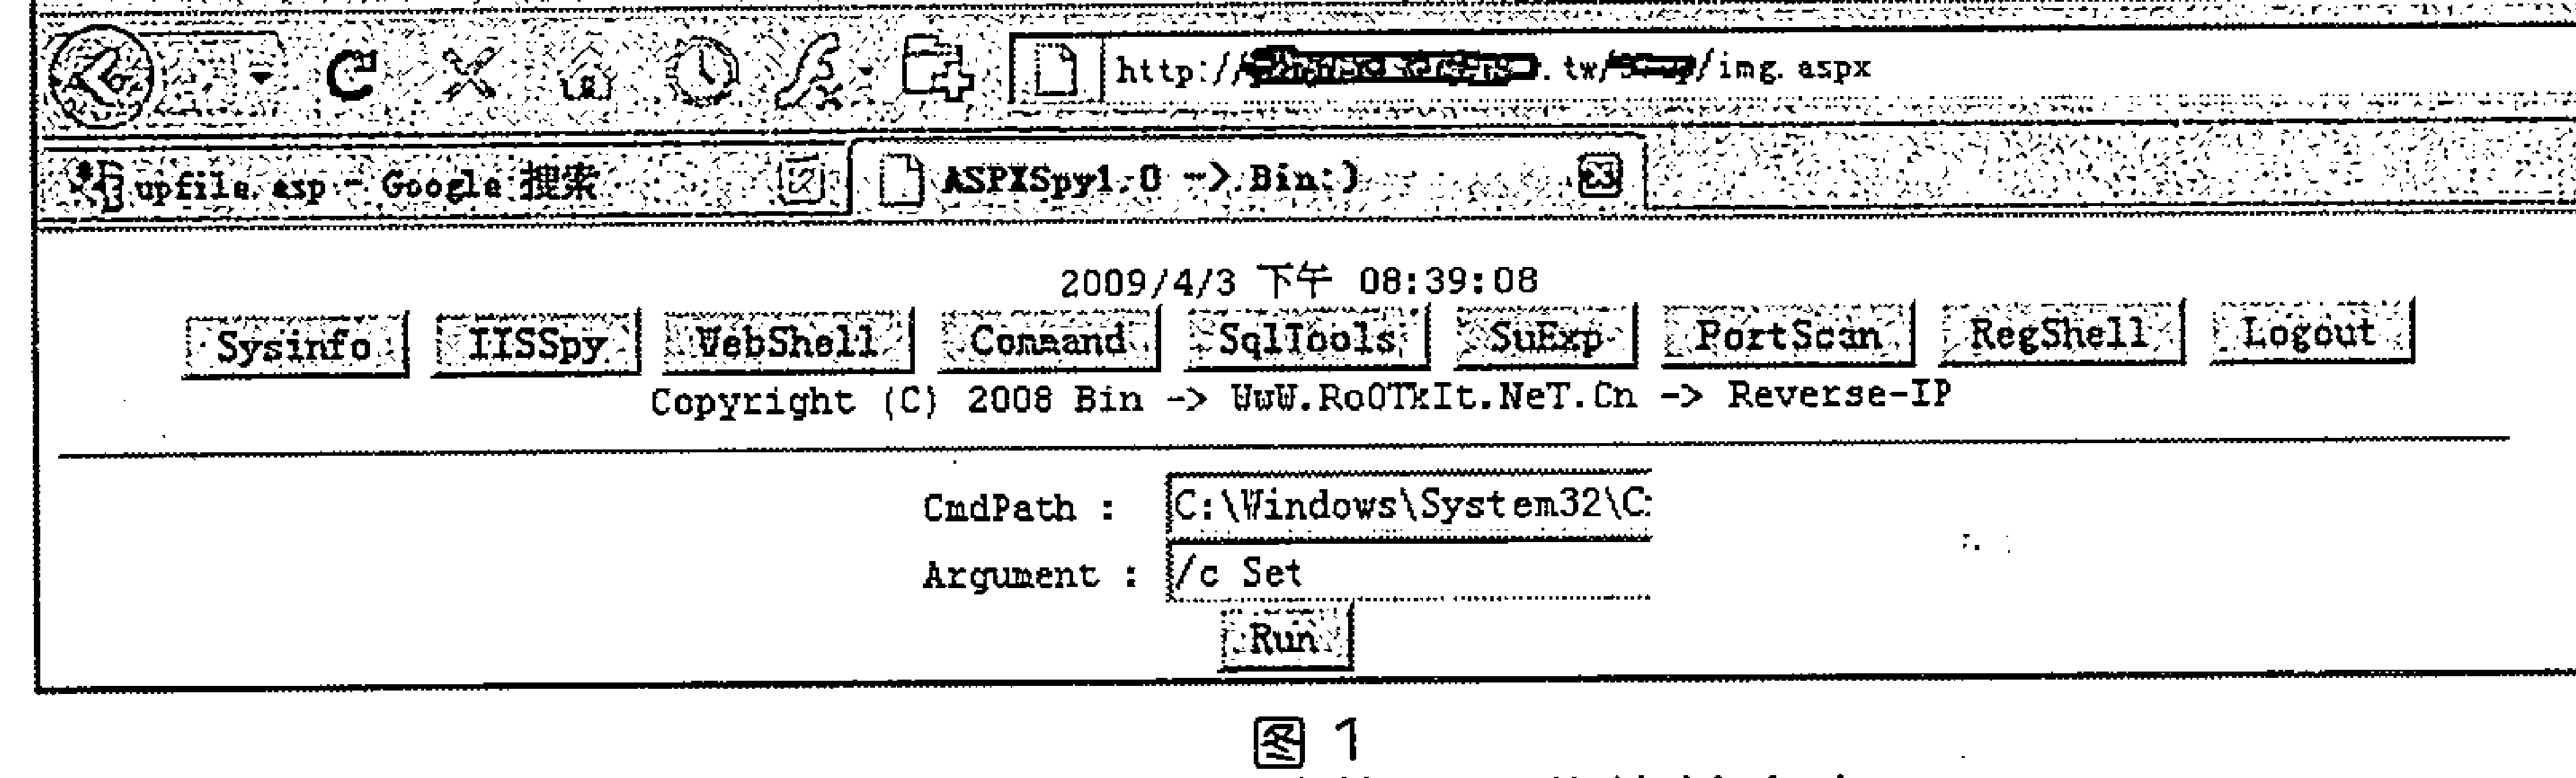 http:// .tw/ /img.aspx
upfile.asp - Google 搜索
ASPXSpy1.0 -> Bin:)
2009/4/3 下午 08:39:08
Sysinfo IISSpy WebShell Command SqlTools SuExp PortScan RegShell Logout
Copyright (C) 2008 Bin -> WwW.RoOTkIt.NeT.Cn -> Reverse-IP
CmdPath : C:\Windows\System32\C
Argument : /c Set
Run
图 1